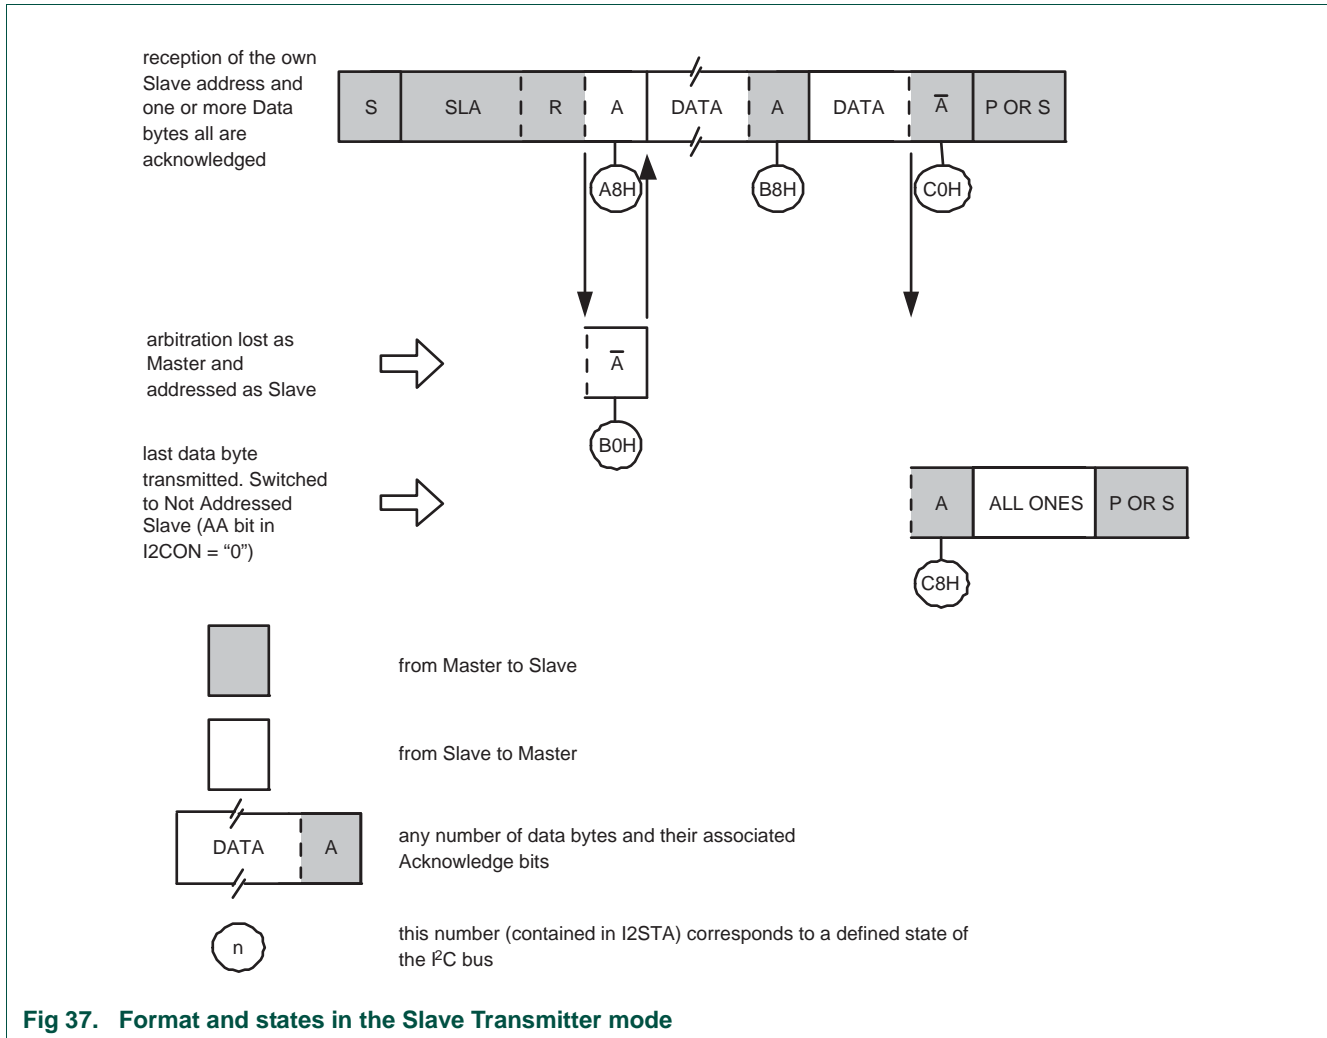 reception of the own
Slave address and
one or more Data
bytes all are
acknowledged
S SLA R A DATA A DATA A̅ P OR S
A8H B8H C0H
arbitration lost as
Master and
addressed as Slave
A̅
B0H
last data byte
transmitted. Switched
to Not Addressed
Slave (AA bit in
I2CON = “0”)
A ALL ONES P OR S
C8H
from Master to Slave
from Slave to Master
DATA A
any number of data bytes and their associated
Acknowledge bits
n
this number (contained in I2STA) corresponds to a defined state of
the I²C bus
Fig 37. Format and states in the Slave Transmitter mode